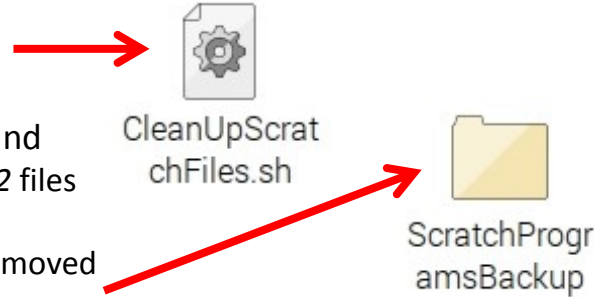 nd
2 files
moved
CleanUpScrat
chFiles.sh
ScratchProgr
amsBackup